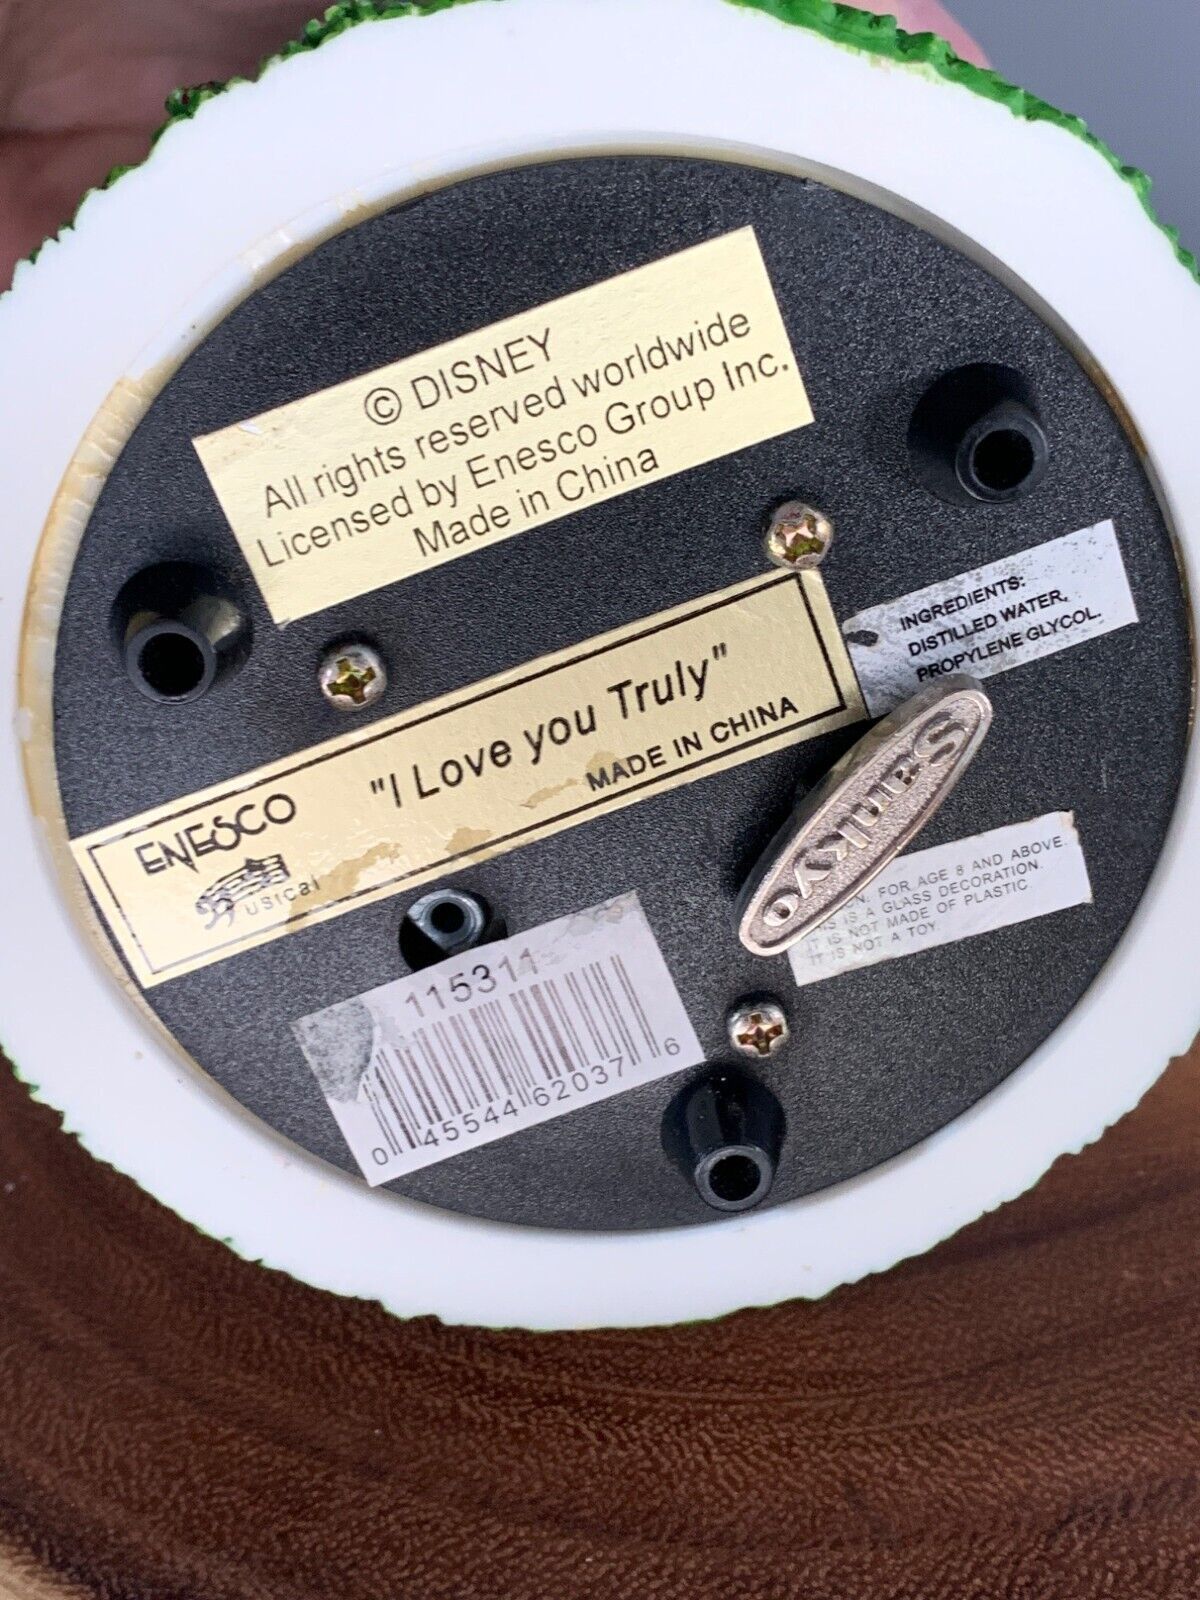 © DISNEY
All rights reserved worldwide
Licensed by Enesco Group Inc.
Made in China
INGREDIENTS:
DISTILLED WATER,
PROPYLENE GLYCOL.
"I Love you Truly"
ENESCO
usical
MADE IN CHINA
Sankyo
FOR AGE 8 AND ABOVE.
IS A GLASS DECORATION.
IT IS NOT MADE OF PLASTIC
IT IS NOT A TOY.
115311
0 45544 62037 6